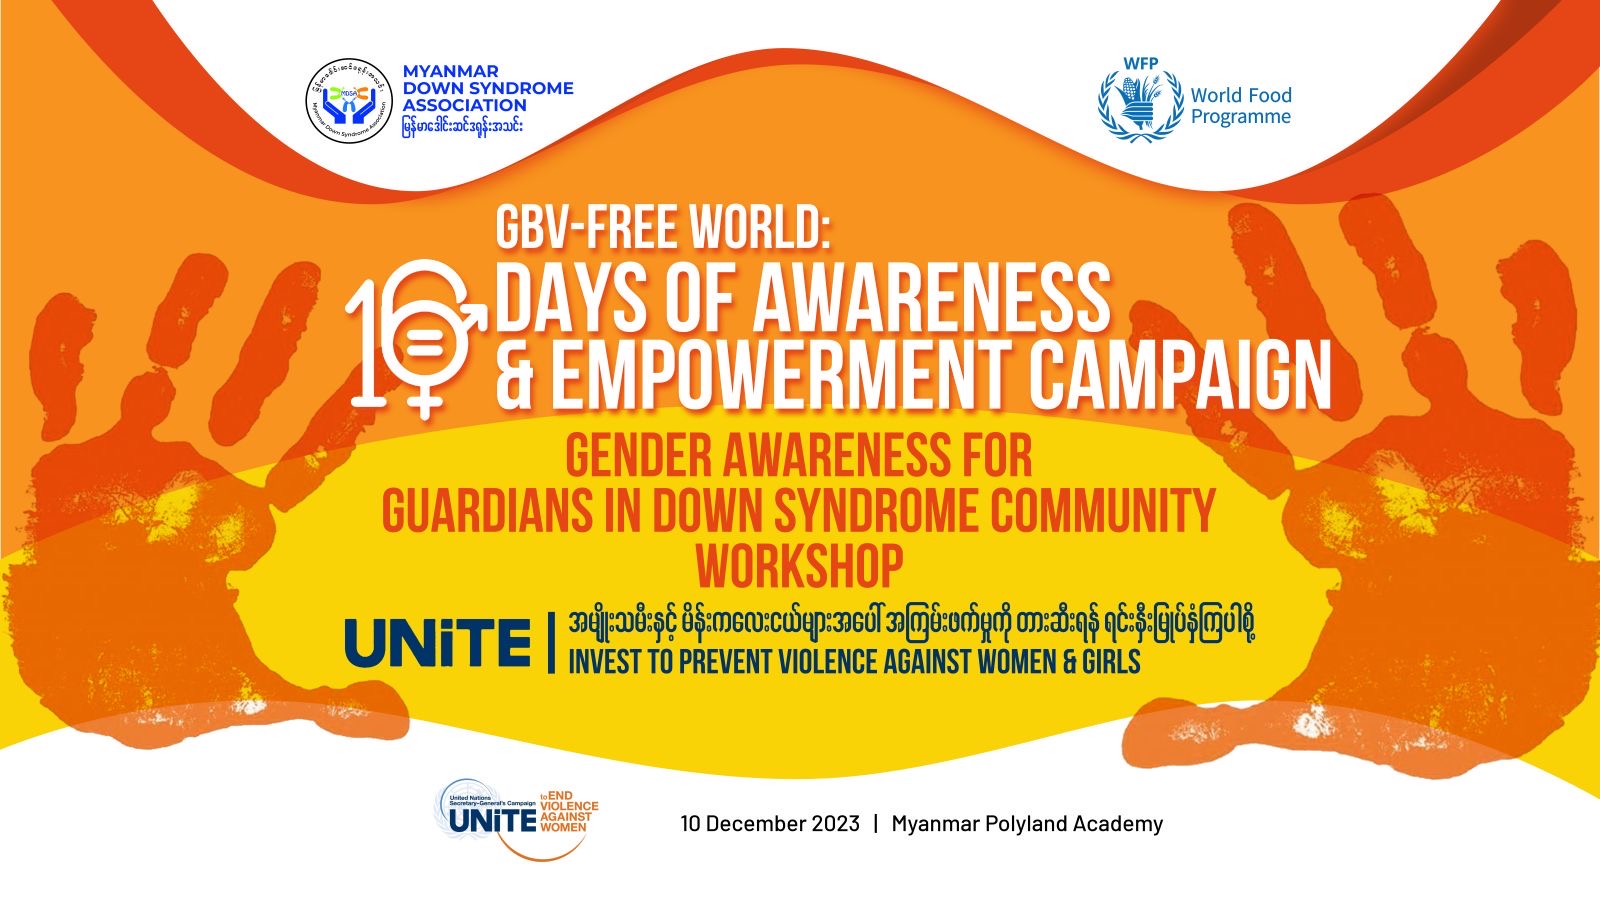 MYANMAR
DOWN SYNDROME
ASSOCIATION
မြန်မာဒေါင်းဆင်ဒရုန်းအသင်း
MDSA
Myanmar Down Syndrome Association
WFP
World Food
Programme
GBV-FREE WORLD:
16 DAYS OF AWARENESS
& EMPOWERMENT CAMPAIGN
GENDER AWARENESS FOR
GUARDIANS IN DOWN SYNDROME COMMUNITY
WORKSHOP
UNiTE
အမျိုးသမီးနှင့် မိန်းကလေးငယ်များအပေါ် အကြမ်းဖက်မှုကို တားဆီးရန် ရင်းနှီးမြှုပ်နှံကြပါစို့
INVEST TO PREVENT VIOLENCE AGAINST WOMEN & GIRLS
United Nations
Secretary-General's Campaign
UNiTE
to END
VIOLENCE
AGAINST
WOMEN
10 December 2023 | Myanmar Polyland Academy